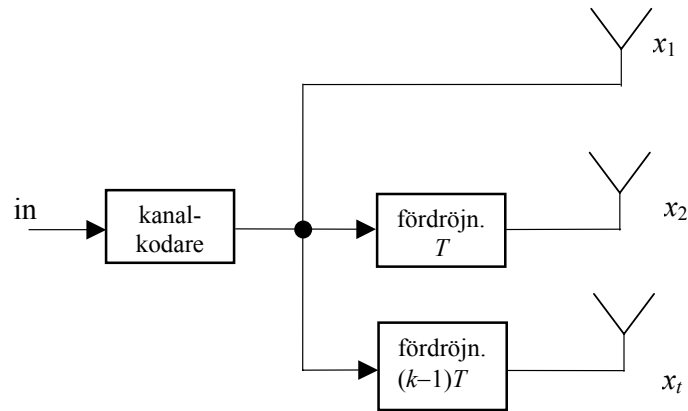 x₁
in
kanal-
kodare
fördröjn.
T
x₂
fördröjn.
(k–1)T
xₜ